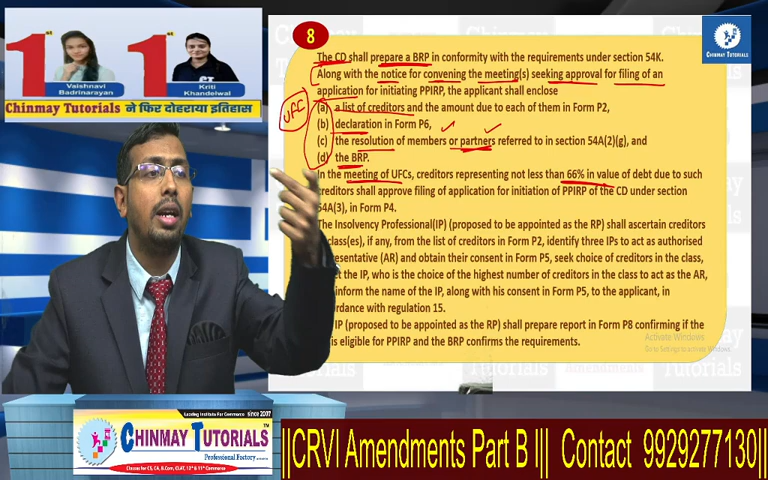 1st
1st
Vaishnavi
Badrinarayan
Kriti
Khandelwal
Chinmay Tutorials ने फिर दोहराया इतिहास
8
CHINMAY TUTORIALS
The CD shall prepare a BRP in conformity with the requirements under section 54K.
Along with the notice for convening the meeting(s) seeking approval for filing of an
application for initiating PPIRP, the applicant shall enclose
(a) a list of creditors and the amount due to each of them in Form P2,
(b) declaration in Form P6,
(c) the resolution of members or partners referred to in section 54A(2)(g), and
(d) the BRP.
UFC
In the meeting of UFCs, creditors representing not less than 66% in value of debt due to such
creditors shall approve filing of application for initiation of PPIRP of the CD under section
54A(3), in Form P4.
The Insolvency Professional(IP) (proposed to be appointed as the RP) shall ascertain creditors
class(es), if any, from the list of creditors in Form P2, identify three IPs to act as authorised
esentative (AR) and obtain their consent in Form P5, seek choice of creditors in the class,
t the IP, who is the choice of the highest number of creditors in the class to act as the AR,
inform the name of the IP, along with his consent in Form P5, to the applicant, in
rdance with regulation 15.
IP (proposed to be appointed as the RP) shall prepare report in Form P8 confirming if the
is eligible for PPIRP and the BRP confirms the requirements.
Activate Windows
Go to Settings to activate Windows.
Chinmay
Tutorials
Amendments
Leading Institute For Commerce since 2007
CHINMAY TUTORIALS
Professional Factory...
Classes for CS, CA, B.Com, CLAT, 12th & 11th Commerce
||CRVI Amendments Part B I|| Contact 9929277130||